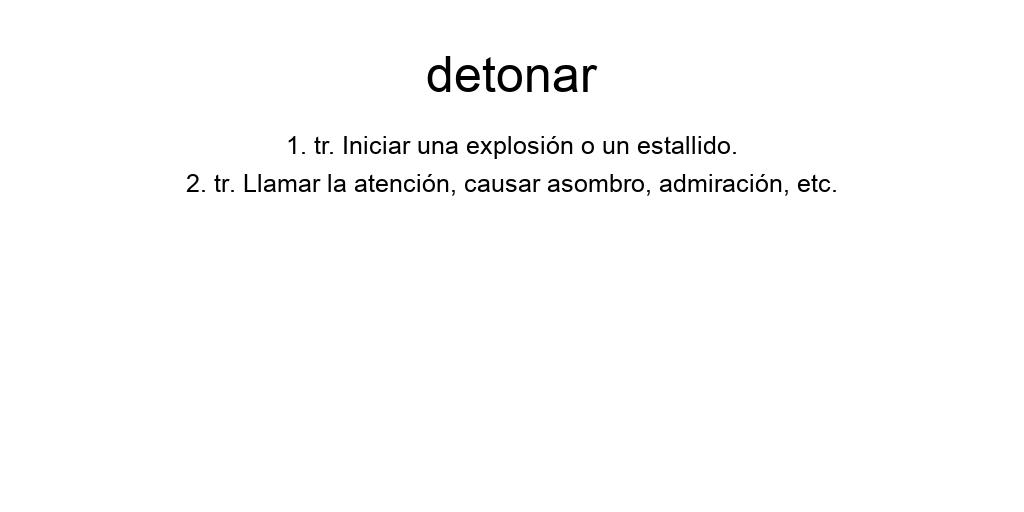 detonar
1. tr. Iniciar una explosión o un estallido.
2. tr. Llamar la atención, causar asombro, admiración, etc.